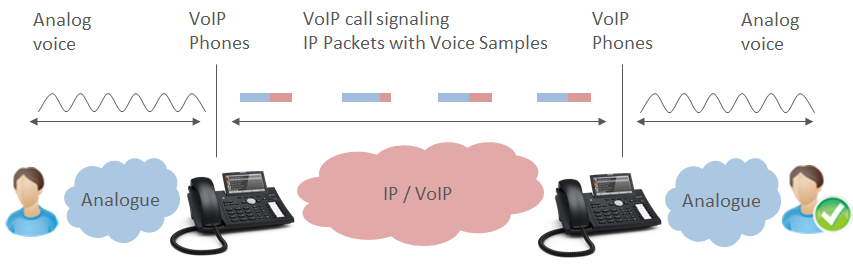 Analog
voice
VoIP
Phones
VoIP call signaling
IP Packets with Voice Samples
VoIP
Phones
Analog
voice
Analogue
IP / VoIP
Analogue